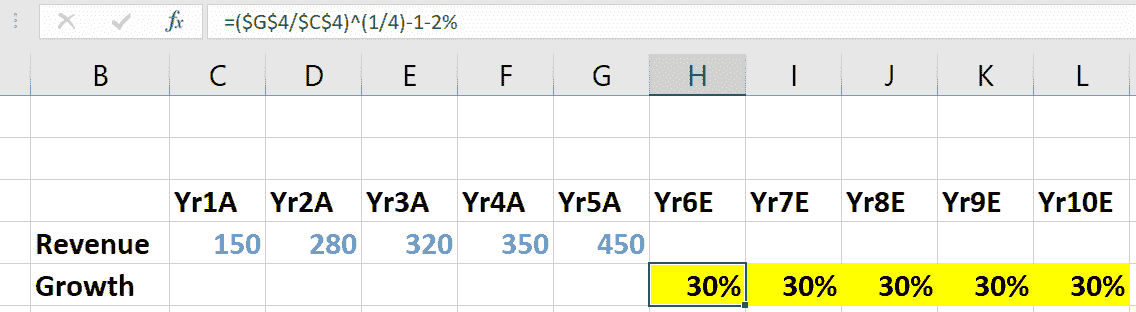 fx =($G$4/$C$4)^(1/4)-1-2%
B C D E F G H I J K L
Yr1A Yr2A Yr3A Yr4A Yr5A Yr6E Yr7E Yr8E Yr9E Yr10E
Revenue 150 280 320 350 450
Growth 30% 30% 30% 30% 30%